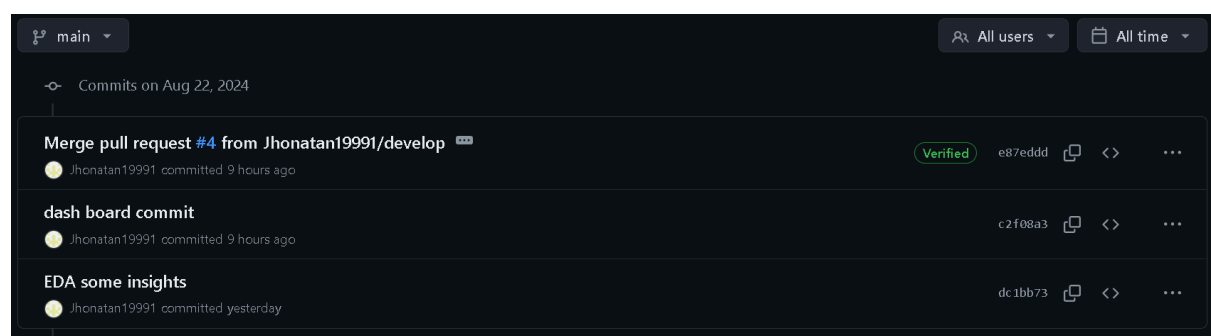 main
All users
All time
Commits on Aug 22, 2024
Merge pull request #4 from Jhonatan19991/develop
Jhonatan19991 committed 9 hours ago
Verified
e87eddd
dash board commit
Jhonatan19991 committed 9 hours ago
c2f08a3
EDA some insights
Jhonatan19991 committed yesterday
dc1bb73